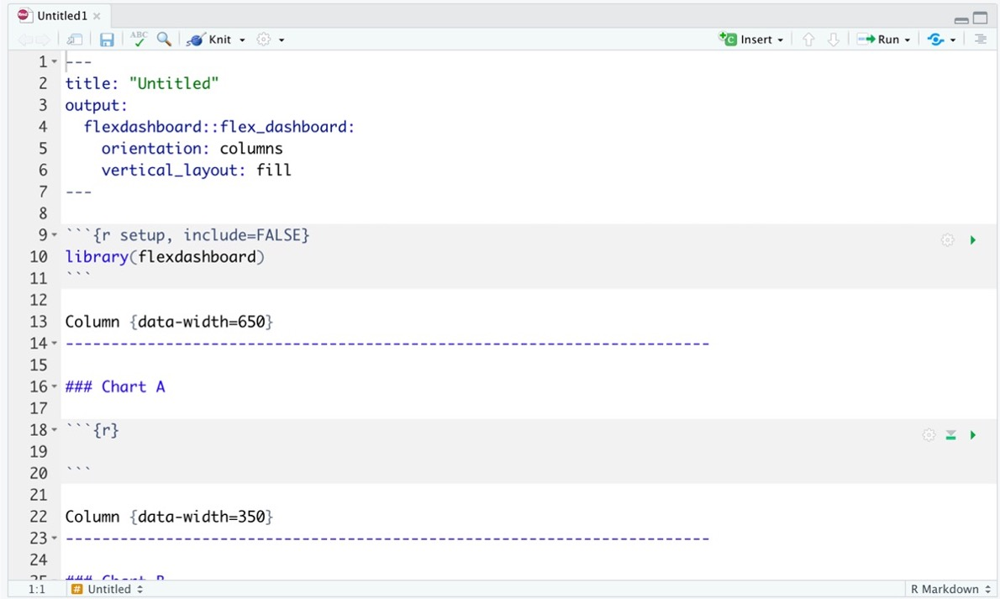 Untitled1
ABC
Knit
Insert
Run
1 ---
2 title: "Untitled"
3 output:
4   flexdashboard::flex_dashboard:
5     orientation: columns
6     vertical_layout: fill
7 ---
8
9 ```{r setup, include=FALSE}
10 library(flexdashboard)
11 ```
12
13 Column {data-width=650}
14 -----------------------------------------------------------------------
15
16 ### Chart A
17
18 ```{r}
19
20 ```
21
22 Column {data-width=350}
23 -----------------------------------------------------------------------
24
25 ### Chart B
1:1 # Untitled R Markdown